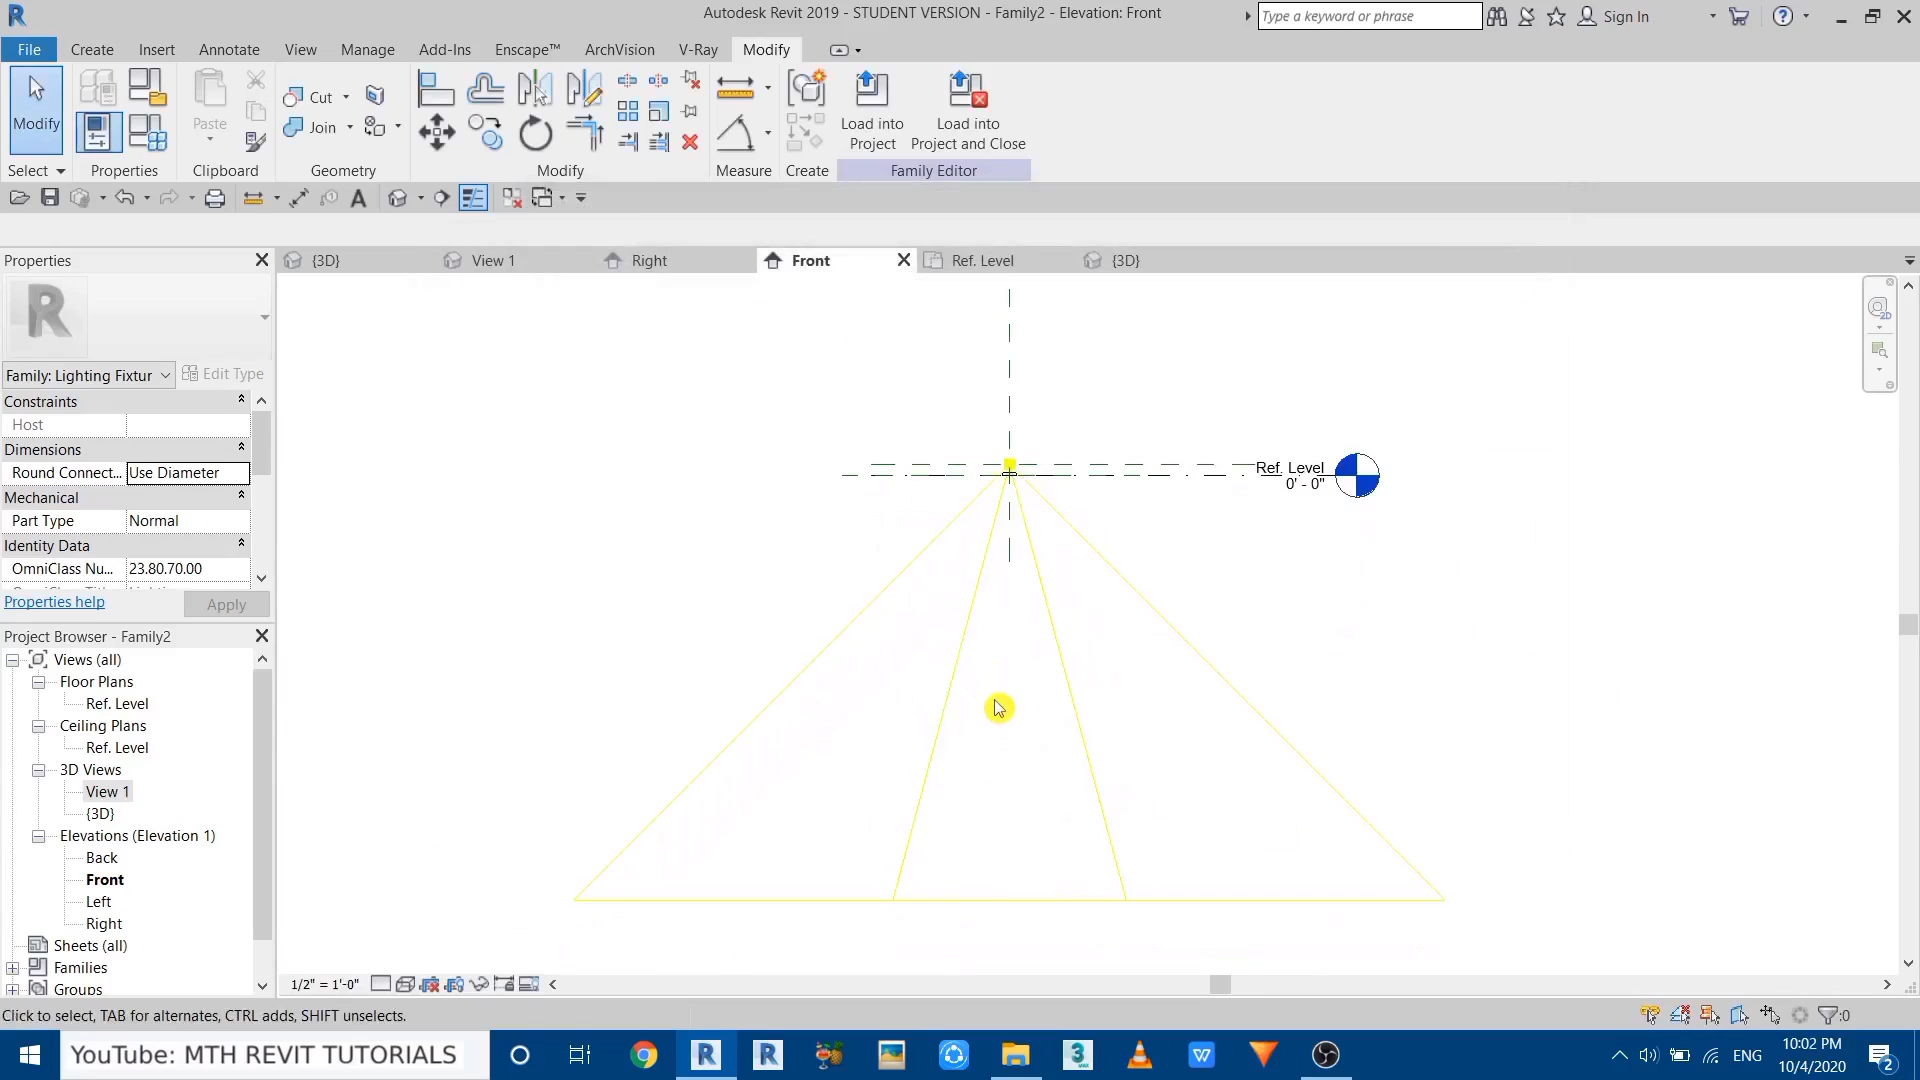 Autodesk Revit 2019 - STUDENT VERSION - Family2 - Elevation: Front
Type a keyword or phrase
Sign In
File Create Insert Annotate View Manage Add-Ins Enscape™ ArchVision V-Ray Modify
Modify
Paste
Cut
Join
Load into Project
Load into Project and Close
Select Properties Clipboard Geometry Modify Measure Create Family Editor
Properties
{3D} View 1 Right Front Ref. Level {3D}
Family: Lighting Fixtur Edit Type
Constraints
Host
Dimensions
Round Connect... Use Diameter
Mechanical
Part Type Normal
Identity Data
OmniClass Nu... 23.80.70.00
Properties help Apply
Ref. Level
0' - 0"
Project Browser - Family2
Views (all)
Floor Plans
Ref. Level
Ceiling Plans
Ref. Level
3D Views
View 1
{3D}
Elevations (Elevation 1)
Back
Front
Left
Right
Sheets (all)
Families
Groups
1/2" = 1'-0"
Click to select, TAB for alternates, CTRL adds, SHIFT unselects.
:0
YouTube: MTH REVIT TUTORIALS
ENG
10:02 PM
10/4/2020
2